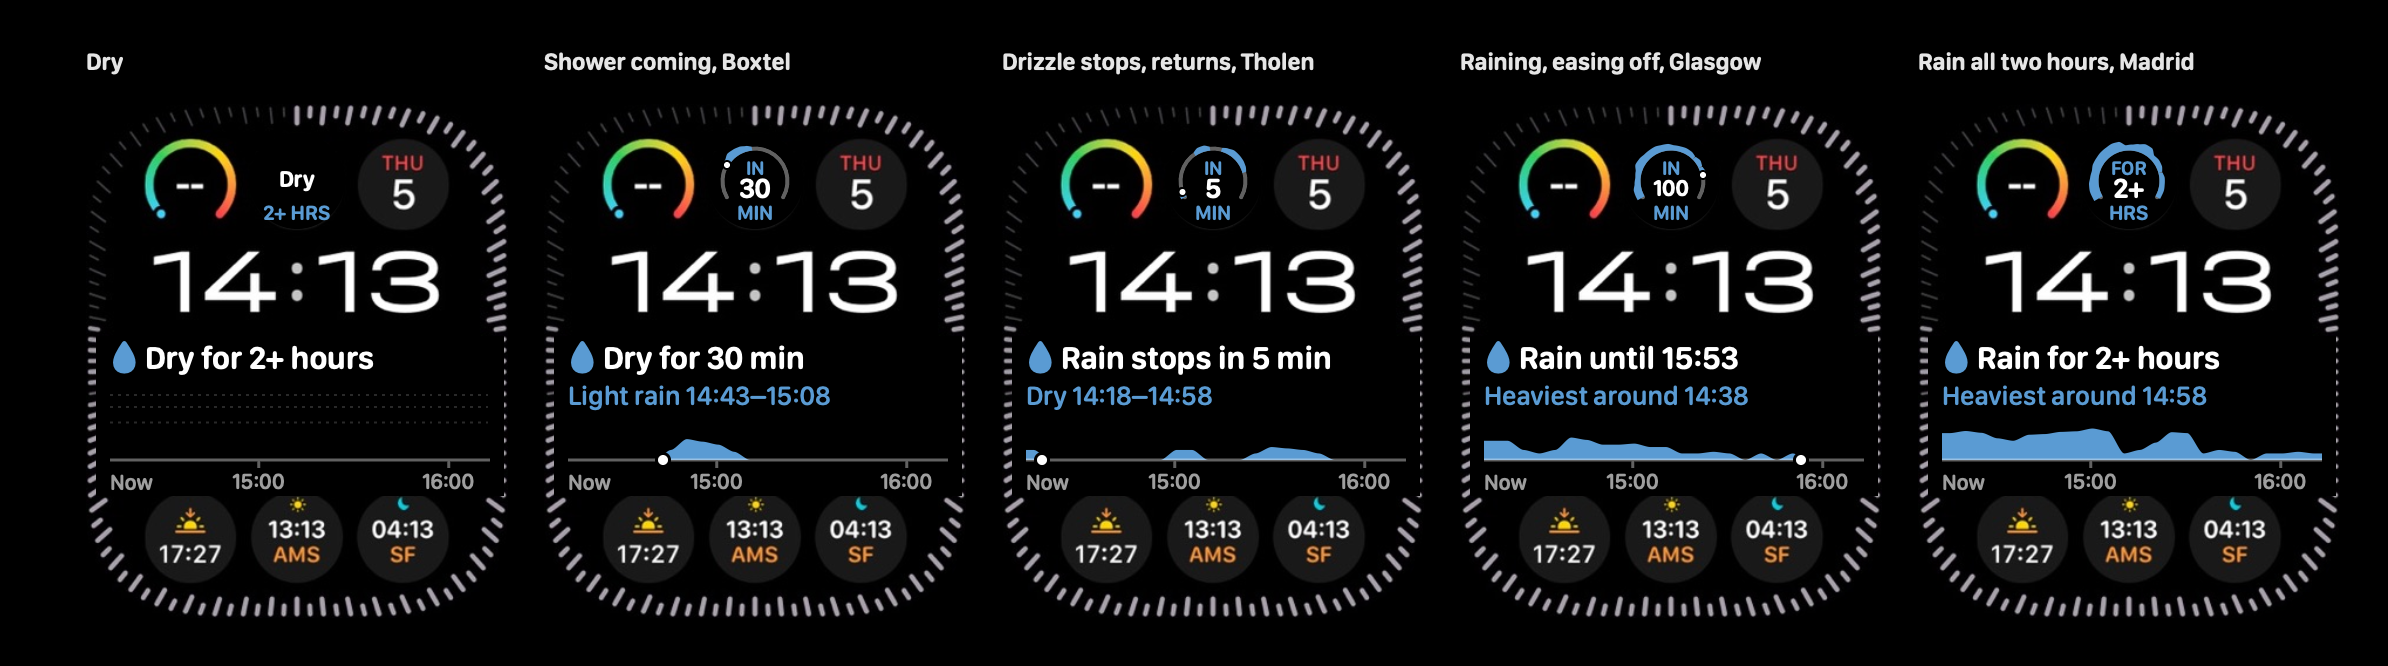 Dry
--
Dry
2+ HRS
THU
5
14:13
Dry for 2+ hours
Now
15:00
16:00
17:27
13:13
AMS
04:13
SF
Shower coming, Boxtel
--
IN
30
MIN
THU
5
14:13
Dry for 30 min
Light rain 14:43–15:08
Now
15:00
16:00
17:27
13:13
AMS
04:13
SF
Drizzle stops, returns, Tholen
--
IN
5
MIN
THU
5
14:13
Rain stops in 5 min
Dry 14:18–14:58
Now
15:00
16:00
17:27
13:13
AMS
04:13
SF
Raining, easing off, Glasgow
--
IN
100
MIN
THU
5
14:13
Rain until 15:53
Heaviest around 14:38
Now
15:00
16:00
17:27
13:13
AMS
04:13
SF
Rain all two hours, Madrid
--
FOR
2+
HRS
THU
5
14:13
Rain for 2+ hours
Heaviest around 14:58
Now
15:00
16:00
17:27
13:13
AMS
04:13
SF